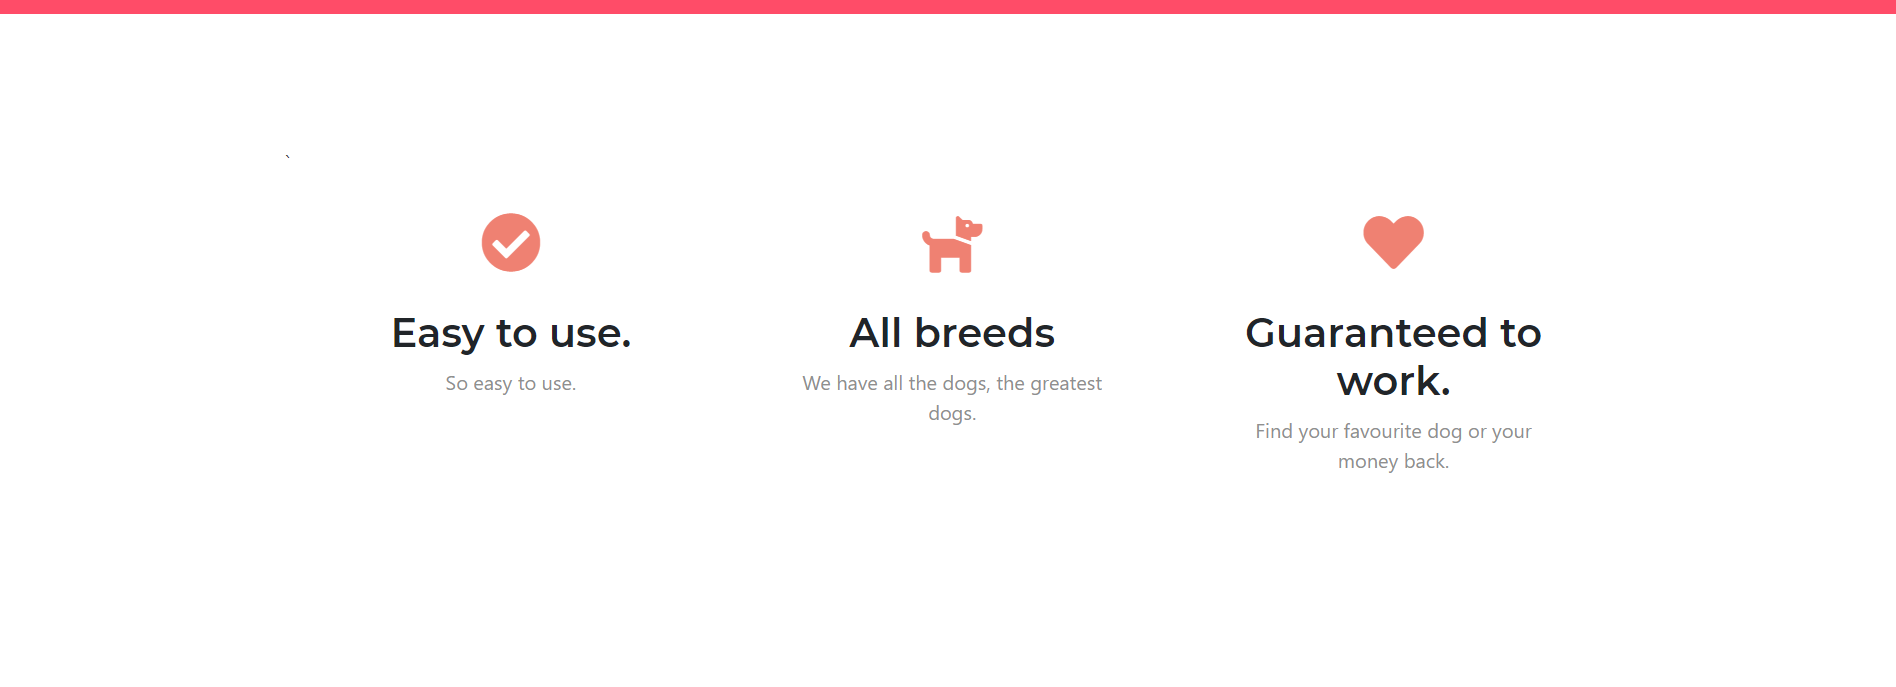 `
Easy to use.
So easy to use.
All breeds
We have all the dogs, the greatest
dogs.
Guaranteed to
work.
Find your favourite dog or your
money back.